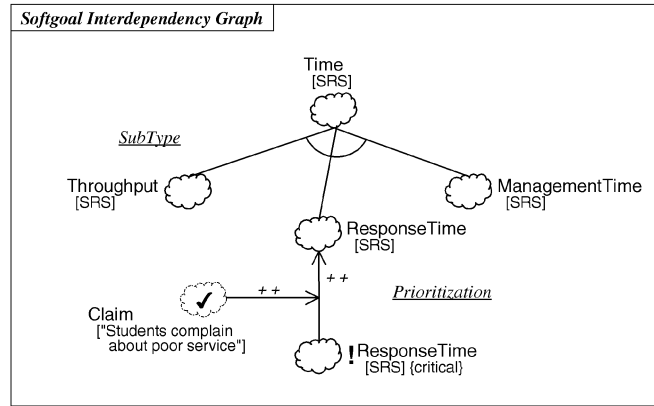 Softgoal Interdependency Graph
Time
[SRS]
SubType
Throughput
[SRS]
ManagementTime
[SRS]
ResponseTime
[SRS]
+ +
+ +
Prioritization
✓
Claim
["Students complain
about poor service"]
! ResponseTime
[SRS] {critical}